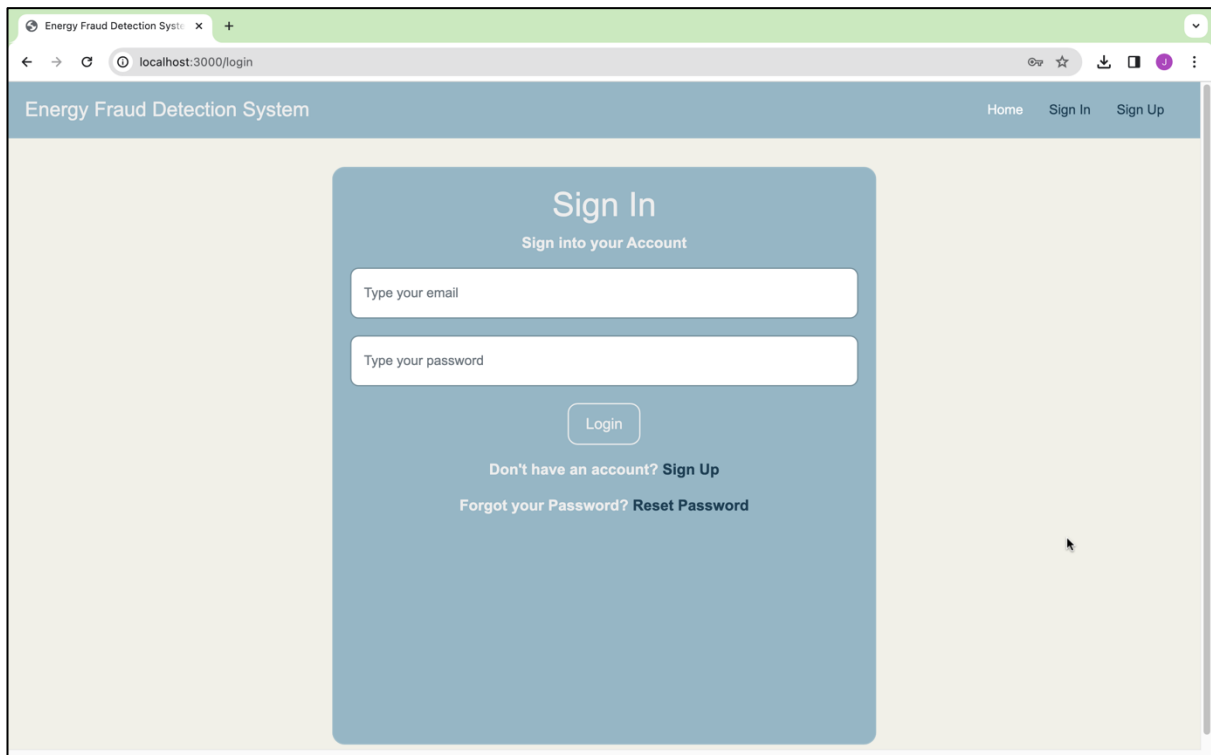 Energy Fraud Detection Syste
localhost:3000/login
J
Energy Fraud Detection System
Home Sign In Sign Up
Sign In
Sign into your Account
Type your email
Type your password
Login
Don't have an account? Sign Up
Forgot your Password? Reset Password